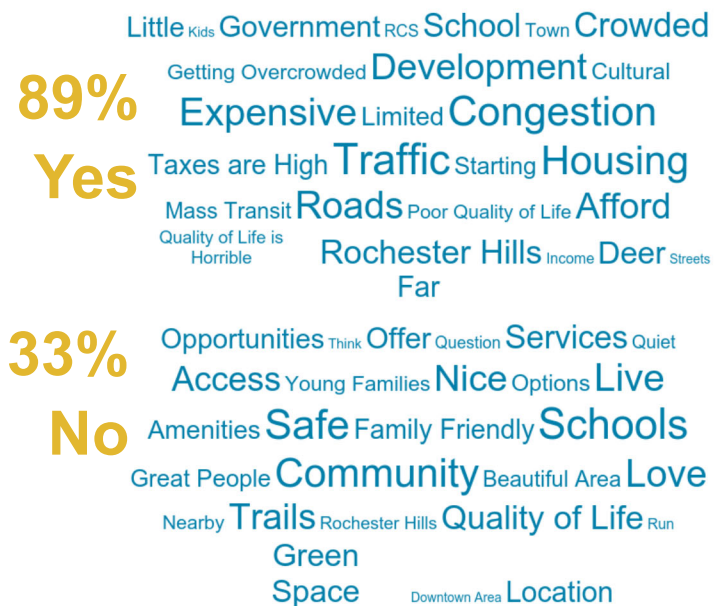 Little Kids Government RCS School Town Crowded
Getting Overcrowded Development Cultural
89%
Expensive Limited Congestion
Yes
Taxes are High Traffic Starting Housing
Mass Transit Roads Poor Quality of Life Afford
Quality of Life is
Horrible
Rochester Hills Income Deer Streets
Far
33%
Opportunities Think Offer Question Services Quiet
Access Young Families Nice Options Live
No
Amenities Safe Family Friendly Schools
Great People Community Beautiful Area Love
Nearby Trails Rochester Hills Quality of Life Run
Green
Space
Downtown Area Location